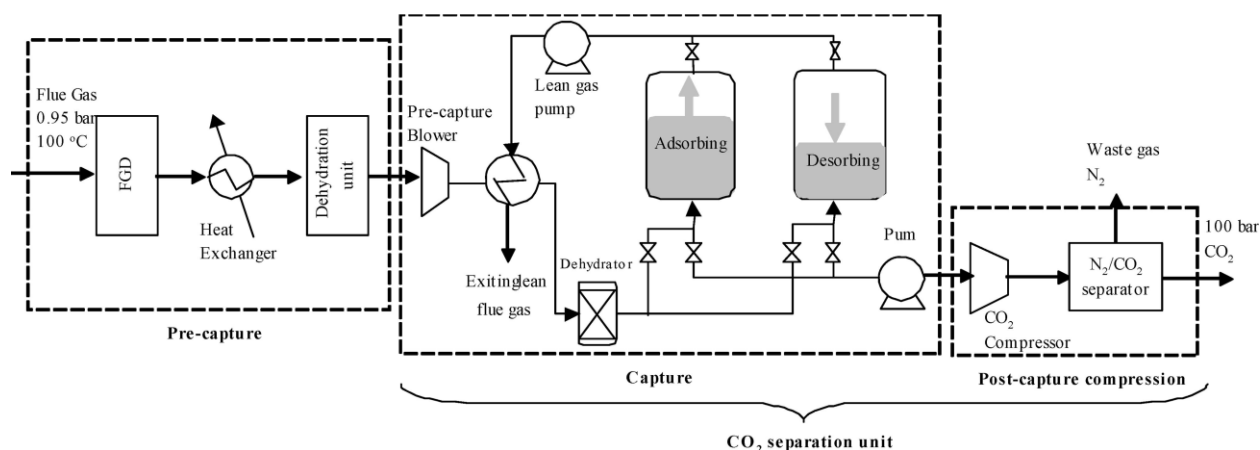 Flue Gas
0.95 bar
100 °C
FGD
Heat
Exchanger
Dehydration
unit
Pre-capture
Pre-capture
Blower
Lean gas
pump
Exitinglean
flue gas
Dehydrator
Adsorbing
Desorbing
Pum
Capture
CO₂
Compressor
Waste gas
N₂
N₂/CO₂
separator
100 bar
CO₂
Post-capture compression
CO₂ separation unit